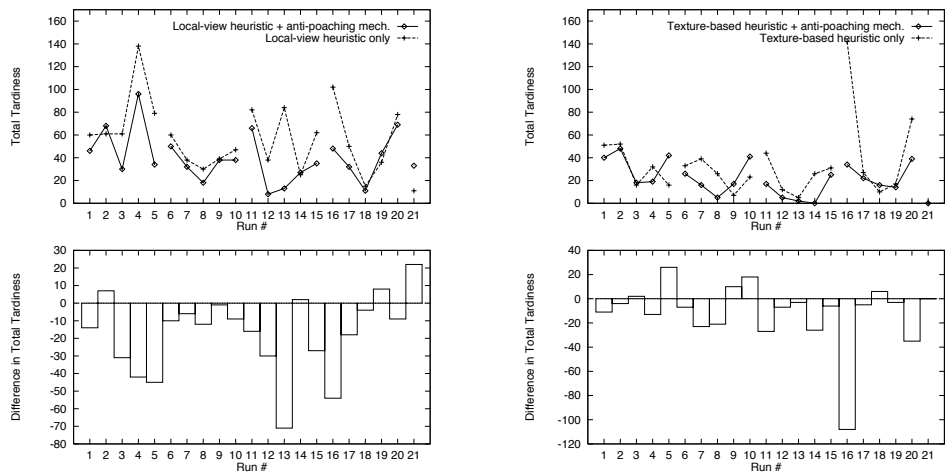 Local-view heuristic + anti-poaching mech.
Local-view heuristic only
Total Tardiness
160
140
120
100
80
60
40
20
0
1 2 3 4 5 6 7 8 9 10 11 12 13 14 15 16 17 18 19 20 21
Run #
Texture-based heuristic + anti-poaching mech.
Texture-based heuristic only
Total Tardiness
160
140
120
100
80
60
40
20
0
1 2 3 4 5 6 7 8 9 10 11 12 13 14 15 16 17 18 19 20 21
Run #
Difference in Total Tardiness
30
20
10
0
-10
-20
-30
-40
-50
-60
-70
-80
1 2 3 4 5 6 7 8 9 10 11 12 13 14 15 16 17 18 19 20 21
Run #
Difference in Total Tardiness
40
20
0
-20
-40
-60
-80
-100
-120
1 2 3 4 5 6 7 8 9 10 11 12 13 14 15 16 17 18 19 20 21
Run #